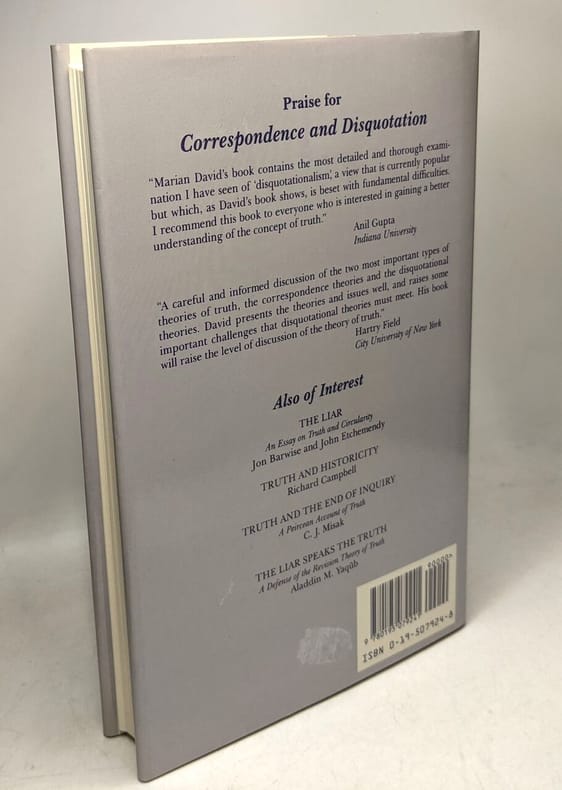 Praise for
Correspondence and Disquotation
“Marian David’s book contains the most detailed and thorough exami-
nation I have seen of ‘disquotationalism’, a view that is currently popular
but which, as David’s book shows, is beset with fundamental difficulties.
I recommend this book to everyone who is interested in gaining a better
understanding of the concept of truth.”
Anil Gupta
Indiana University
“A careful and informed discussion of the two most important types of
theories of truth, the correspondence theories and the disquotational
theories. David presents the theories and issues well, and raises some
important challenges that disquotational theories must meet. His book
will raise the level of discussion of the theory of truth.”
Hartry Field
City University of New York
Also of Interest
THE LIAR
An Essay on Truth and Circularity
Jon Barwise and John Etchemendy
TRUTH AND HISTORICITY
Richard Campbell
TRUTH AND THE END OF INQUIRY
A Peircean Account of Truth
C. J. Misak
THE LIAR SPEAKS THE TRUTH
A Defense of the Revision Theory of Truth
Aladdin M. Yaqūb
90000
9 780195 079241
ISBN 0-19-507924-8